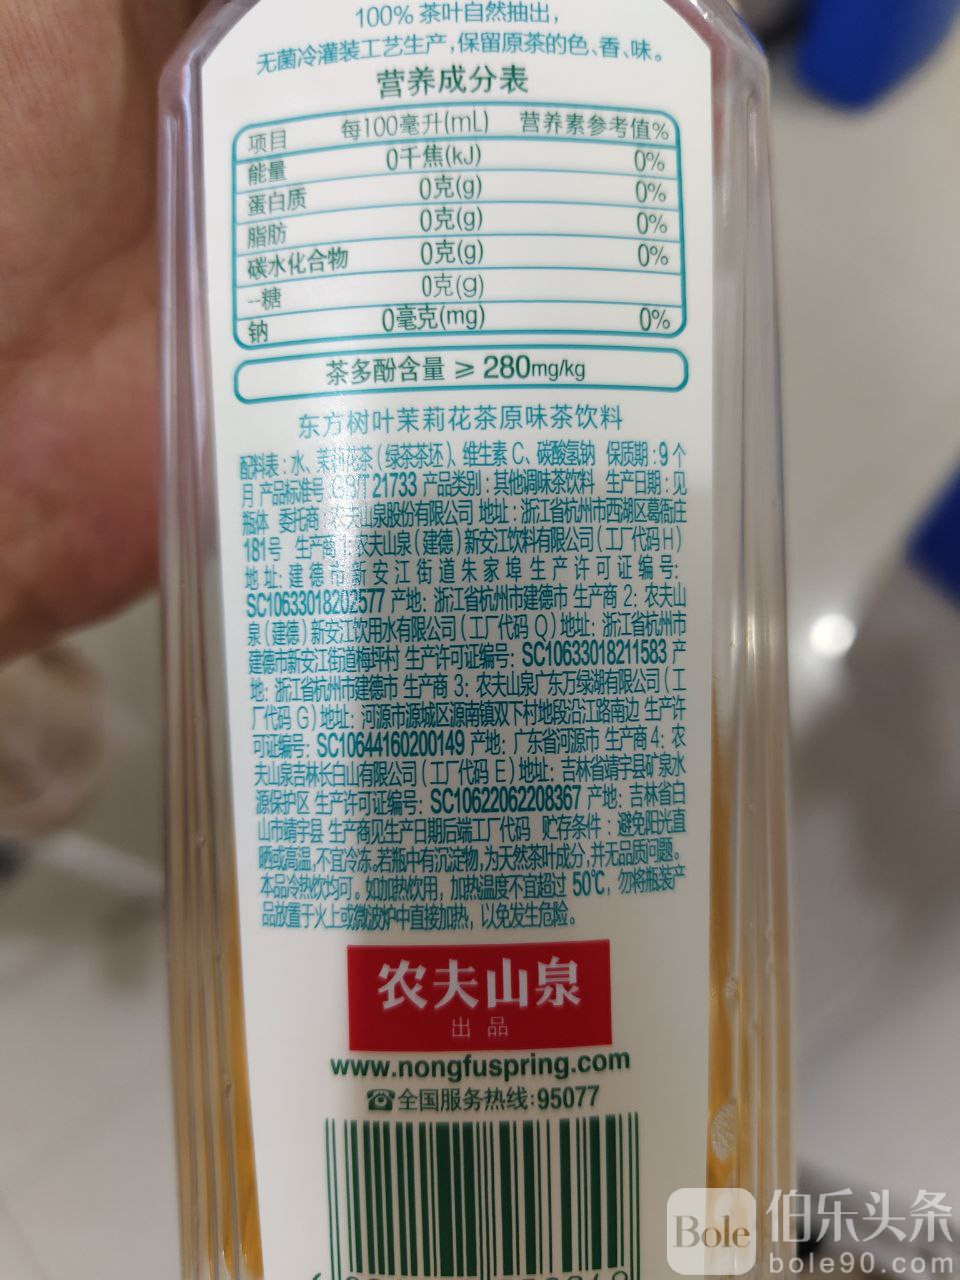 100% 茶叶自然抽出，
无菌冷灌装工艺生产，保留原茶的色、香、味。
营养成分表
项目 每100毫升(mL) 营养素参考值%
能量 0千焦(kJ) 0%
蛋白质 0克(g) 0%
脂肪 0克(g) 0%
碳水化合物 0克(g) 0%
--糖 0克(g)
钠 0毫克(mg) 0%
茶多酚含量 ≥ 280mg/kg
东方树叶茉莉花茶原味茶饮料
配料表：水、茉莉花茶（绿茶茶坯）、维生素 C、碳酸氢钠 保质期：9 个
月 产品标准号 GB/T 21733 产品类别：其他调味茶饮料 生产日期：见
瓶体 委托商：农夫山泉股份有限公司 地址：浙江省杭州市西湖区葛衙庄
181号 生产商 1：农夫山泉（建德）新安江饮料有限公司（工厂代码 H）
地址：建德市新安江街道朱家埠 生产许可证编号：
SC10633018202577 产地：浙江省杭州市建德市 生产商 2：农夫山
泉（建德）新安江饮用水有限公司（工厂代码 Q）地址：浙江省杭州市
建德市新安江街道梅坪村 生产许可证编号：SC10633018211583 产
地：浙江省杭州市建德市 生产商 3：农夫山泉广东万绿湖有限公司（工
厂代码 G）地址：河源市源城区源南镇双下村地段沿江路南边 生产许
可证编号：SC10644160200149 产地：广东省河源市 生产商 4：农
夫山泉吉林长白山有限公司（工厂代码 E）地址：吉林省靖宇县矿泉水
源保护区 生产许可证编号：SC10622062208367 产地：吉林省白
山市靖宇县 生产商见生产日期后端工厂代码 贮存条件：避免阳光直
晒或高温，不宜冷冻。若瓶中有沉淀物，为天然茶叶成分，并无品质问题。
本品冷热饮均可。如加热饮用，加热温度不宜超过 50℃，勿将瓶装产
品放置于火上或微波炉中直接加热，以免发生危险。
农夫山泉
出品
www.nongfuspring.com
☎全国服务热线：95077
Bole 伯乐头条
bole90.com